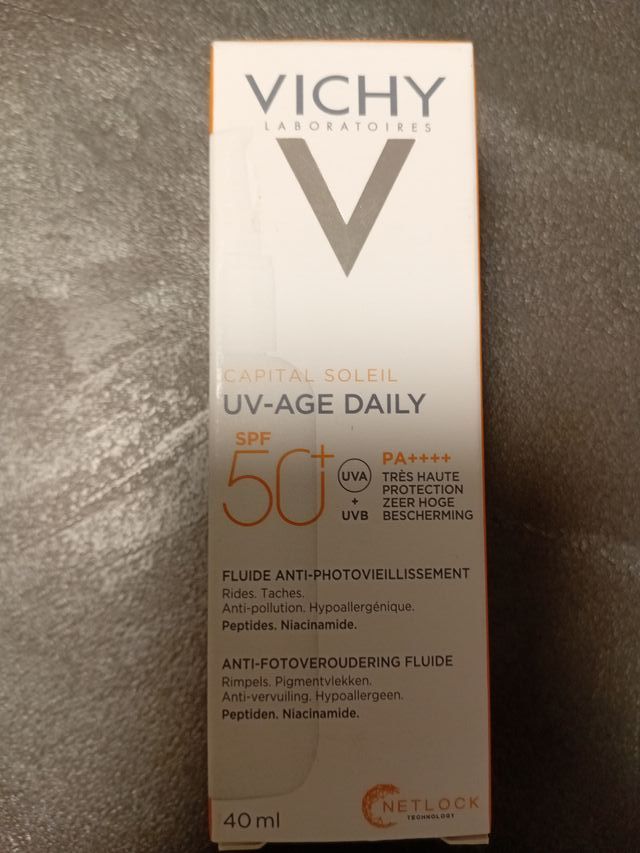 VICHY
LABORATOIRES
V
CAPITAL SOLEIL
UV-AGE DAILY
SPF
50+
UVA
+
UVB
PA++++
TRÈS HAUTE
PROTECTION
ZEER HOGE
BESCHERMING
FLUIDE ANTI-PHOTOVIEILLISSEMENT
Rides. Taches.
Anti-pollution. Hypoallergénique.
Peptides. Niacinamide.
ANTI-FOTOVEROUDERING FLUIDE
Rimpels. Pigmentvlekken.
Anti-vervuiling. Hypoallergeen.
Peptiden. Niacinamide.
40 ml
NETLOCK
TECHNOLOGY